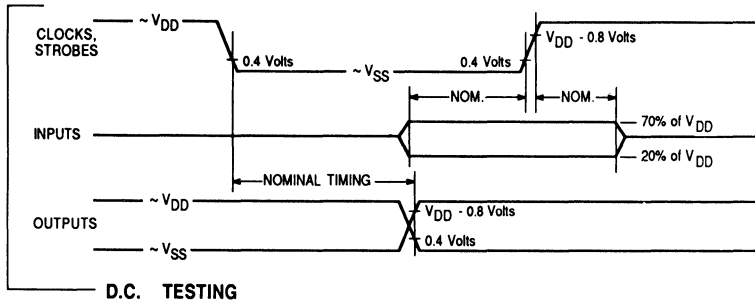 CLOCKS, STROBES
~ VDD
0.4 Volts
~ VSS
0.4 Volts
VDD - 0.8 Volts
NOM.
NOM.
INPUTS
70% of VDD
20% of VDD
NOMINAL TIMING
OUTPUTS
~ VDD
VDD - 0.8 Volts
0.4 Volts
~ VSS
D.C. TESTING